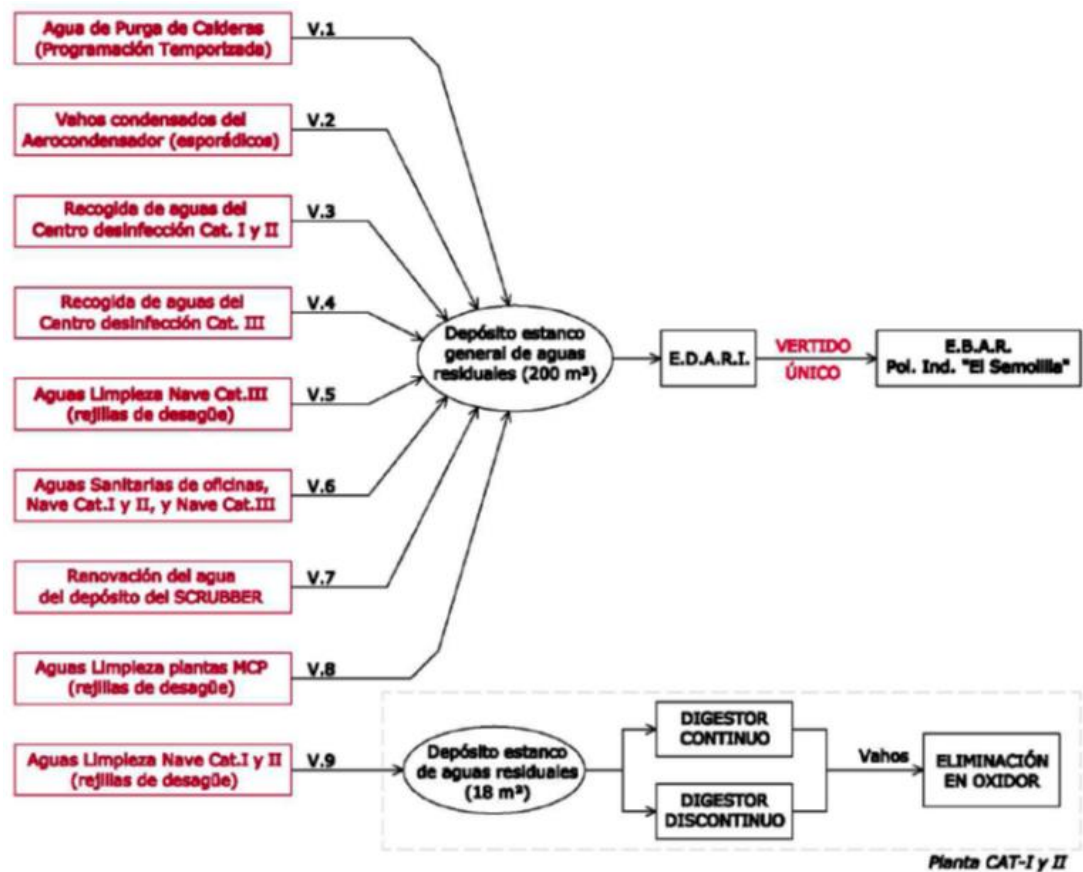 Agua de Purga de Calderas
(Programación Temporizada)
V.1
Vahos condensados del
Aerocondensador (esporádicos)
V.2
Recogida de aguas del
Centro desinfección Cat. I y II
V.3
Recogida de aguas del
Centro desinfección Cat. III
V.4
Aguas Limpieza Nave Cat.III
(rejillas de desagüe)
V.5
Aguas Sanitarias de oficinas,
Nave Cat.I y II, y Nave Cat.III
V.6
Renovación del agua
del depósito del SCRUBBER
V.7
Aguas Limpieza plantas MCP
(rejillas de desagüe)
V.8
Aguas Limpieza Nave Cat.I y II
(rejillas de desagüe)
V.9
Depósito estanco
general de aguas
residuales (200 m³)
E.D.A.R.I.
VERTIDO
ÚNICO
E.B.A.R.
Pol. Ind. "El Semolilla"
Depósito estanco
de aguas residuales
(18 m³)
DIGESTOR
CONTINUO
DIGESTOR
DISCONTINUO
Vahos
ELIMINACIÓN
EN OXIDOR
Planta CAT-I y II